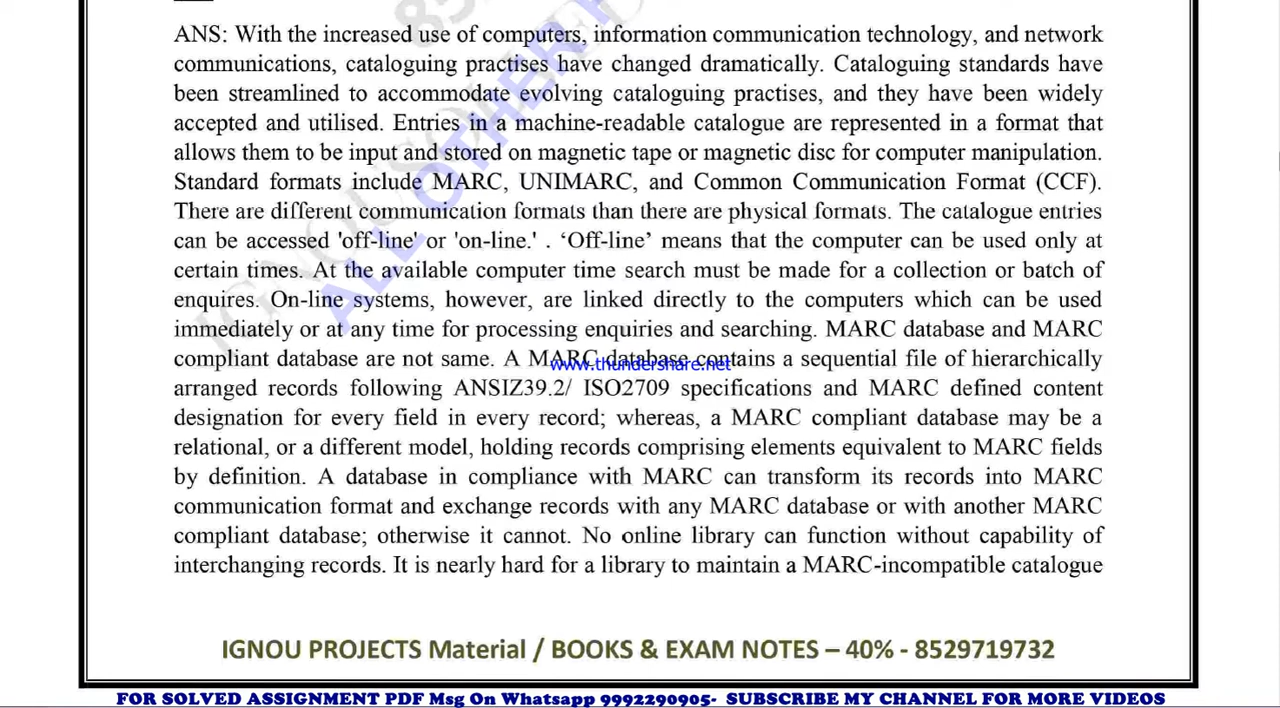 ANS: With the increased use of computers, information communication technology, and network
communications, cataloguing practises have changed dramatically. Cataloguing standards have
been streamlined to accommodate evolving cataloguing practises, and they have been widely
accepted and utilised. Entries in a machine-readable catalogue are represented in a format that
allows them to be input and stored on magnetic tape or magnetic disc for computer manipulation.
Standard formats include MARC, UNIMARC, and Common Communication Format (CCF).
There are different communication formats than there are physical formats. The catalogue entries
can be accessed 'off-line' or 'on-line.' . ‘Off-line’ means that the computer can be used only at
certain times. At the available computer time search must be made for a collection or batch of
enquires. On-line systems, however, are linked directly to the computers which can be used
immediately or at any time for processing enquiries and searching. MARC database and MARC
compliant database are not same. A MARC database contains a sequential file of hierarchically
www.thundershare.net
arranged records following ANSIZ39.2/ ISO2709 specifications and MARC defined content
designation for every field in every record; whereas, a MARC compliant database may be a
relational, or a different model, holding records comprising elements equivalent to MARC fields
by definition. A database in compliance with MARC can transform its records into MARC
communication format and exchange records with any MARC database or with another MARC
compliant database; otherwise it cannot. No online library can function without capability of
interchanging records. It is nearly hard for a library to maintain a MARC-incompatible catalogue
IGNOU PROJECTS Material / BOOKS & EXAM NOTES – 40% - 8529719732
FOR SOLVED ASSIGNMENT PDF Msg On Whatsapp 9992290905- SUBSCRIBE MY CHANNEL FOR MORE VIDEOS
ALL OTHER